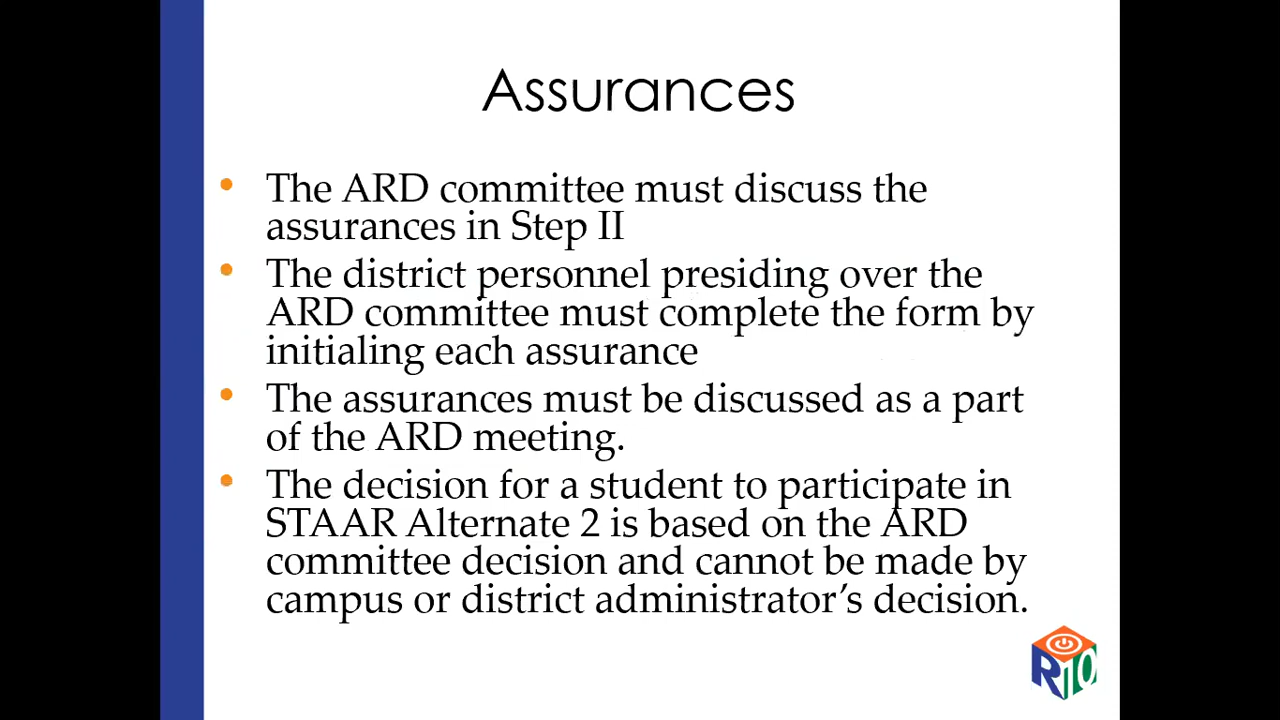 Assurances
• The ARD committee must discuss the
assurances in Step II
• The district personnel presiding over the
ARD committee must complete the form by
initialing each assurance
• The assurances must be discussed as a part
of the ARD meeting.
• The decision for a student to participate in
STAAR Alternate 2 is based on the ARD
committee decision and cannot be made by
campus or district administrator’s decision.
R10